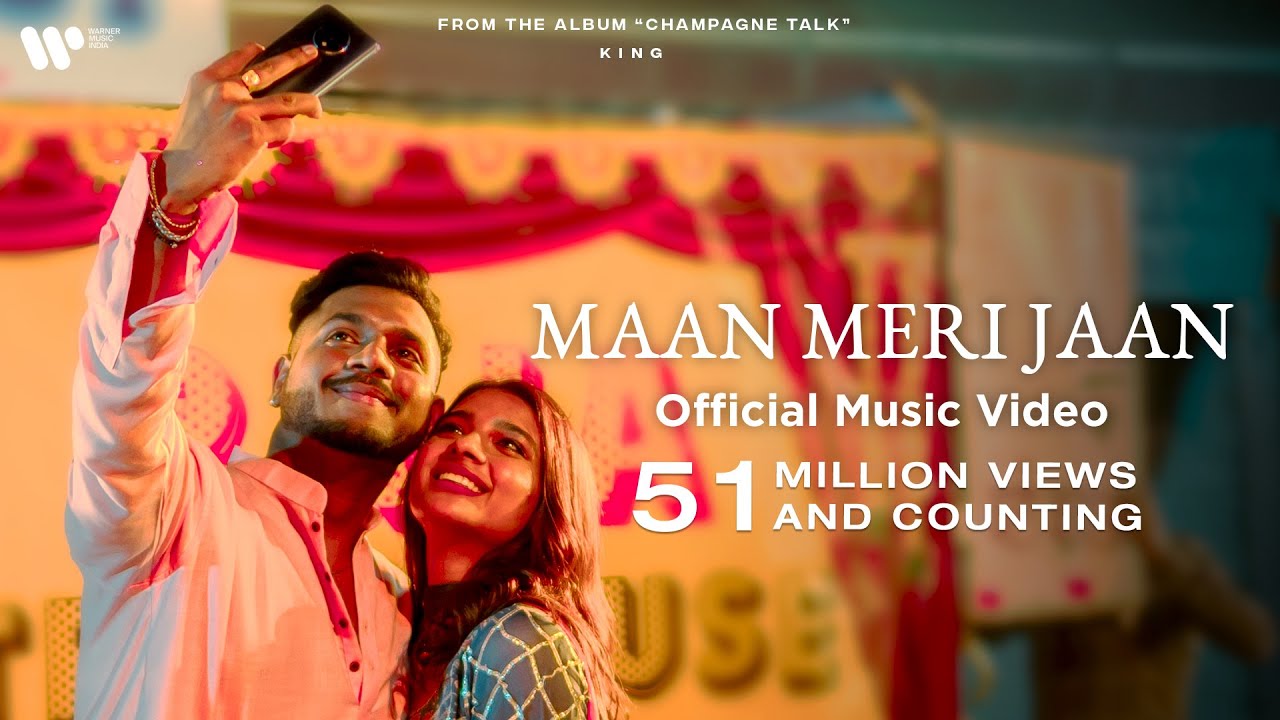 WARNER
MUSIC
INDIA
FROM THE ALBUM “CHAMPAGNE TALK”
KING
MAAN MERI JAAN
Official Music Video
51 MILLION VIEWS
AND COUNTING
USE